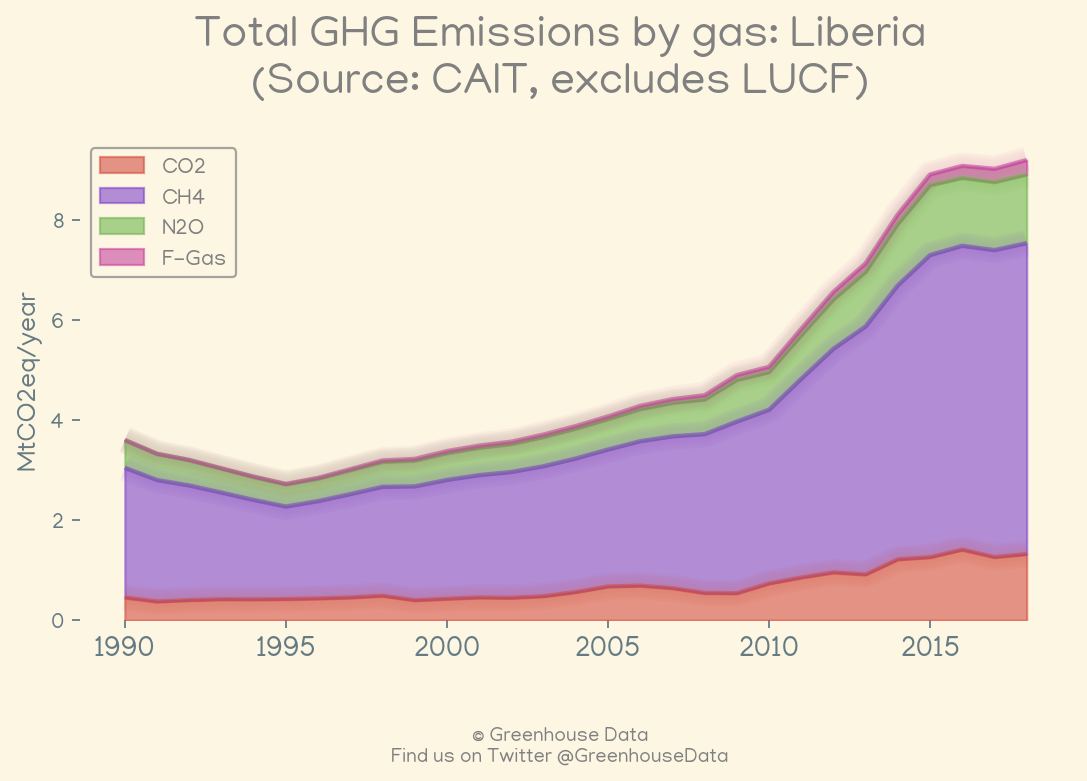 Total GHG Emissions by gas: Liberia
(Source: CAIT, excludes LUCF)
CO2
CH4
N2O
F-Gas
MtCO2eq/year
8
6
4
2
0
1990 1995 2000 2005 2010 2015
© Greenhouse Data
Find us on Twitter @GreenhouseData